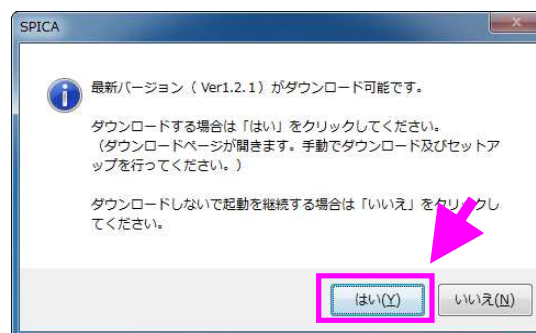 SPICA
最新バージョン（ Ver1.2.1）がダウンロード可能です。
ダウンロードする場合は「はい」をクリックしてください。
（ダウンロードページが開きます。手動でダウンロード及びセットア
ップを行ってください。）
ダウンロードしないで起動を継続する場合は「いいえ」をクリックし
てください。
はい(Y)
いいえ(N)